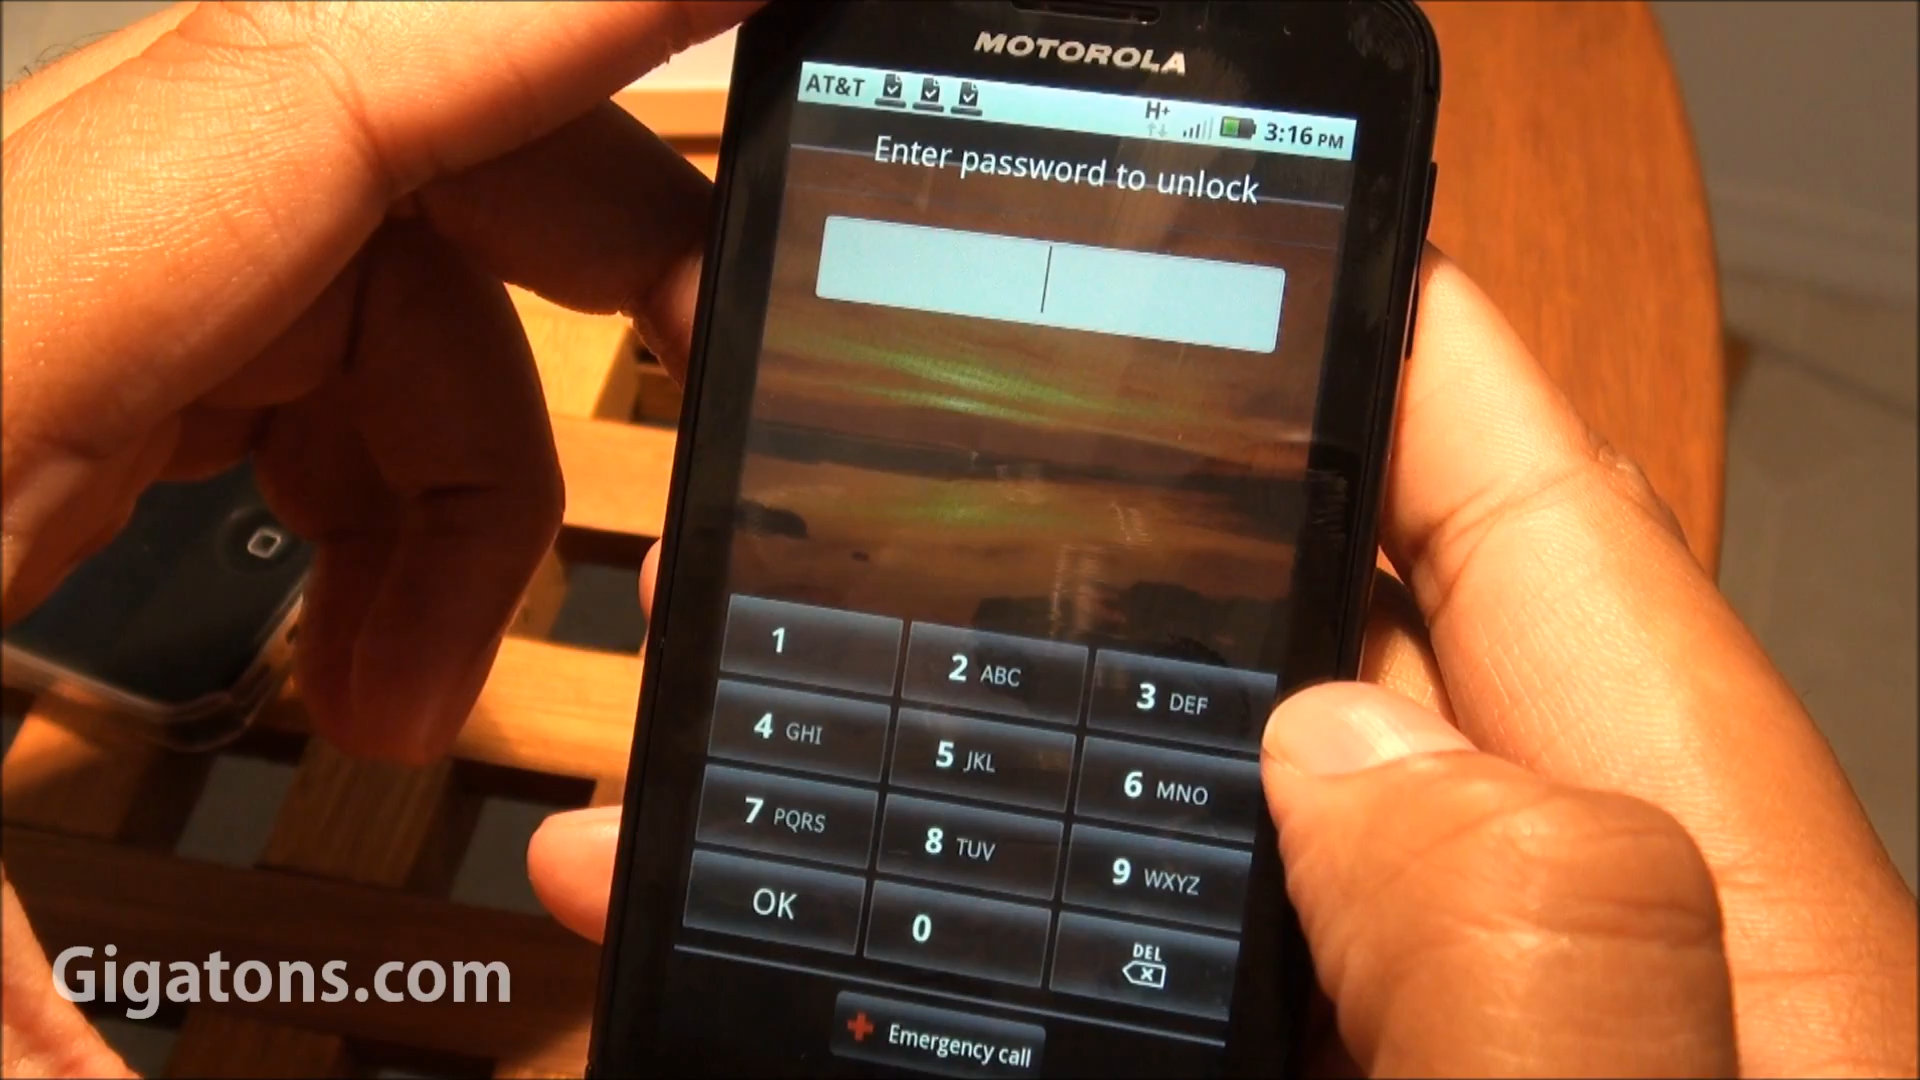 MOTOROLA
AT&T H+ 3:16 PM
Enter password to unlock
1 2 ABC 3 DEF
4 GHI 5 JKL 6 MNO
7 PQRS 8 TUV 9 WXYZ
OK 0 DEL
Emergency call
Gigatons.com